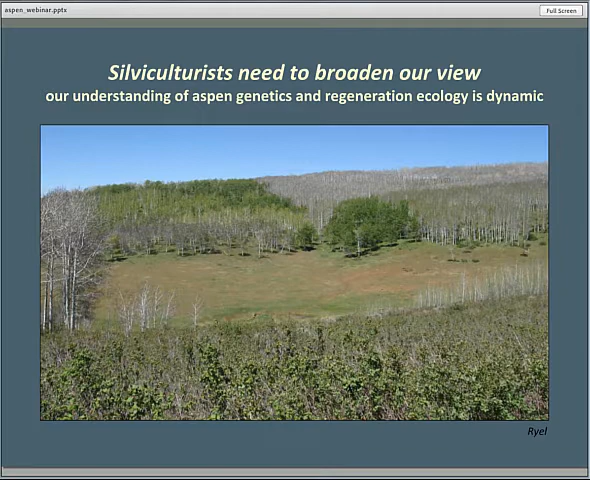 aspen_webinar.pptx
Full Screen
Silviculturists need to broaden our view
our understanding of aspen genetics and regeneration ecology is dynamic
Ryel